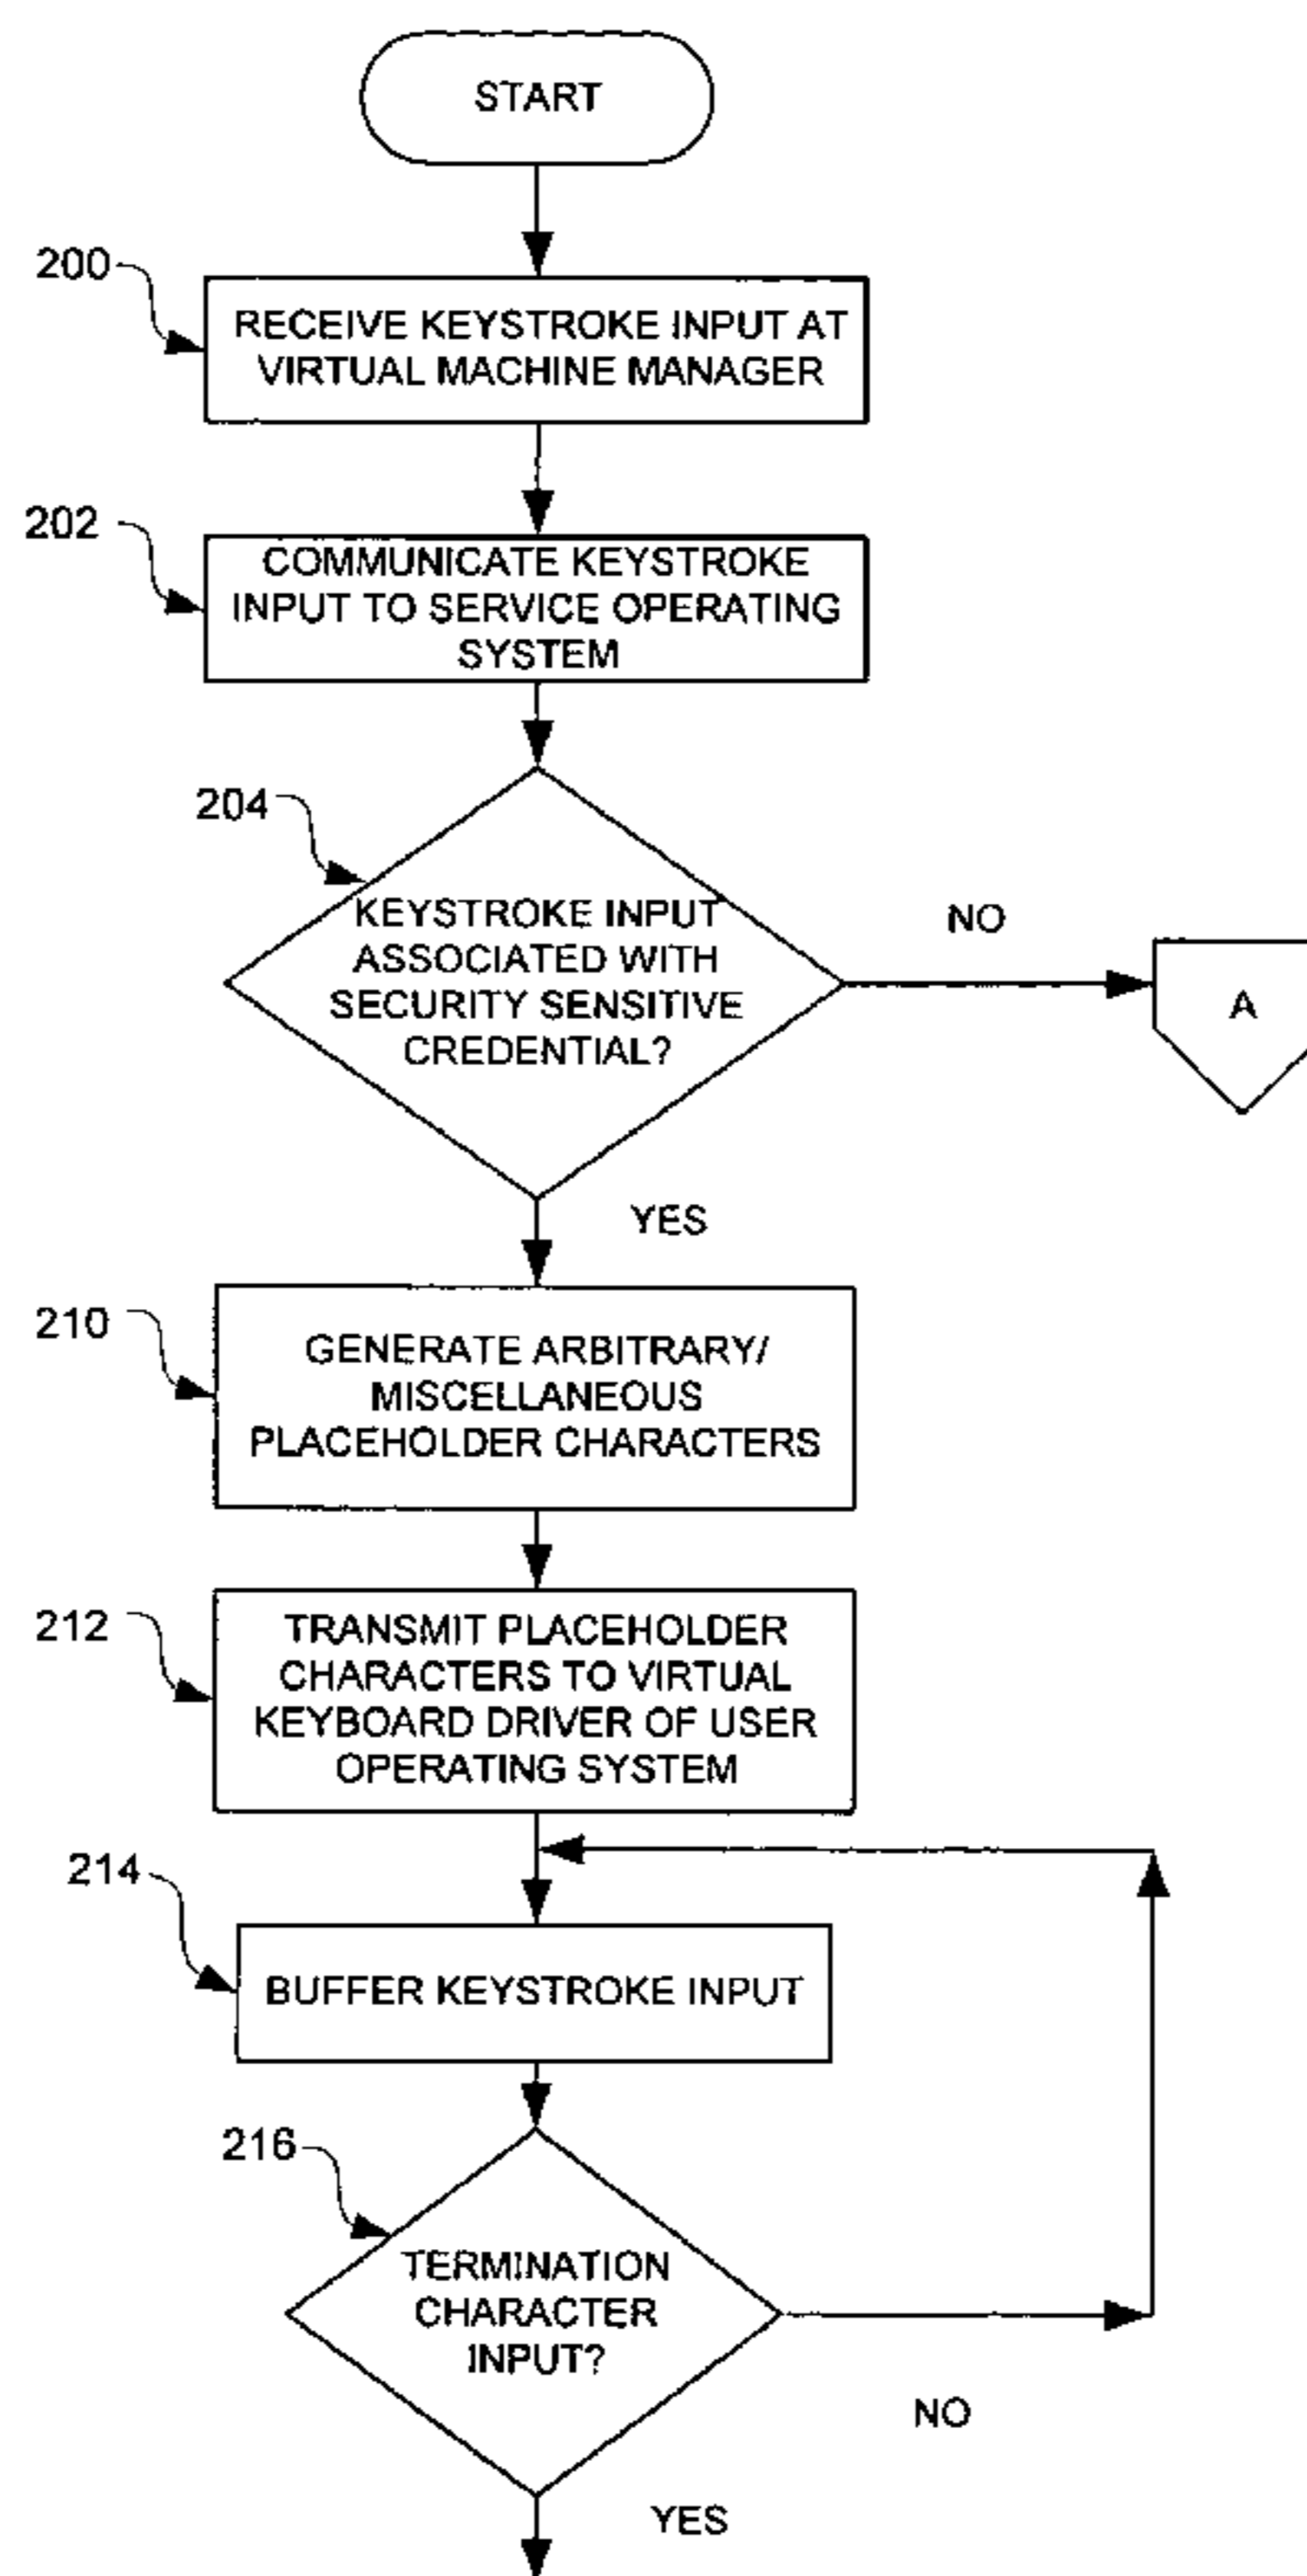 START
200
RECEIVE KEYSTROKE INPUT AT
VIRTUAL MACHINE MANAGER
202
COMMUNICATE KEYSTROKE
INPUT TO SERVICE OPERATING
SYSTEM
204
KEYSTROKE INPUT
ASSOCIATED WITH
SECURITY SENSITIVE
CREDENTIAL?
NO
A
YES
210
GENERATE ARBITRARY/
MISCELLANEOUS
PLACEHOLDER CHARACTERS
212
TRANSMIT PLACEHOLDER
CHARACTERS TO VIRTUAL
KEYBOARD DRIVER OF USER
OPERATING SYSTEM
214
BUFFER KEYSTROKE INPUT
216
TERMINATION
CHARACTER
INPUT?
NO
YES